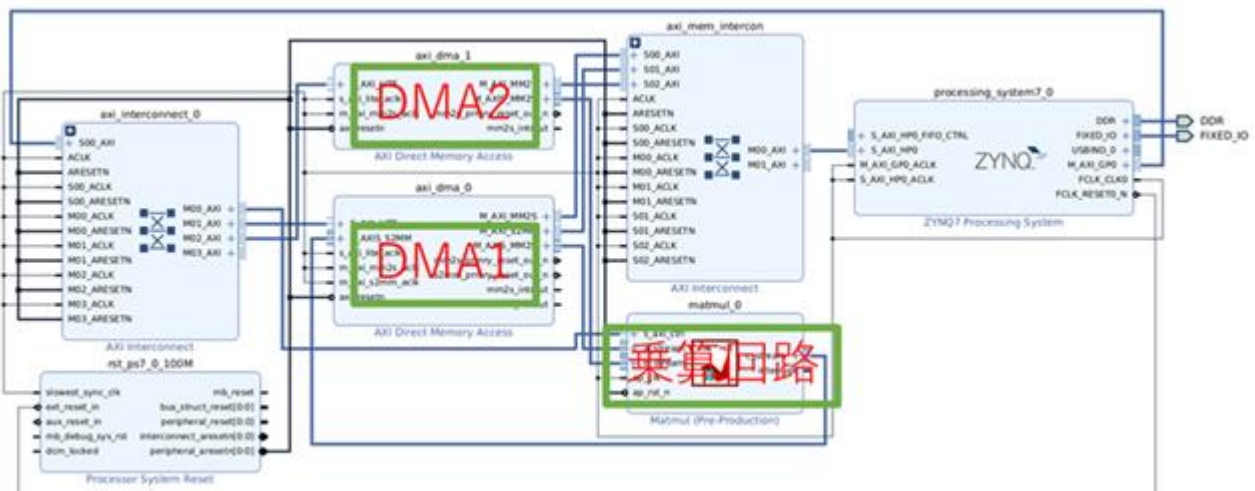 axi_interconnect_0
S00_AXI
ACLK
ARESETN
S00_ACLK
S00_ARESETN
M00_ACLK
M00_ARESETN
M01_ACLK
M01_ARESETN
M02_ACLK
M02_ARESETN
M03_ACLK
M03_ARESETN
M00_AXI
M01_AXI
M02_AXI
M03_AXI
AXI Interconnect
rst_ps7_0_100M
slowest_sync_clk
ext_reset_in
aux_reset_in
mb_debug_sys_rst
dcm_locked
mb_reset
bus_struct_reset[0:0]
peripheral_reset[0:0]
interconnect_aresetn[0:0]
peripheral_aresetn[0:0]
Processor System Reset
axi_dma_1
DMA2
AXI Direct Memory Access
axi_dma_0
M_AXI_MM2S
DMA1
AXI Direct Memory Access
axi_mem_intercon
S00_AXI
S01_AXI
S02_AXI
ACLK
ARESETN
S00_ACLK
S00_ARESETN
M00_ACLK
M00_ARESETN
M01_ACLK
M01_ARESETN
S01_ACLK
S01_ARESETN
S02_ACLK
S02_ARESETN
M00_AXI
M01_AXI
AXI Interconnect
matmul_0
乗算回路
ap_rst_n
Matmul (Pre-Production)
processing_system7_0
S_AXI_HP0_FIFO_CTRL
S_AXI_HP0
M_AXI_GP0_ACLK
S_AXI_HP0_ACLK
ZYNQ
DDR
FIXED_IO
USBIND_0
M_AXI_GP0
FCLK_CLK0
FCLK_RESET0_N
ZYNQ7 Processing System
DDR
FIXED_IO